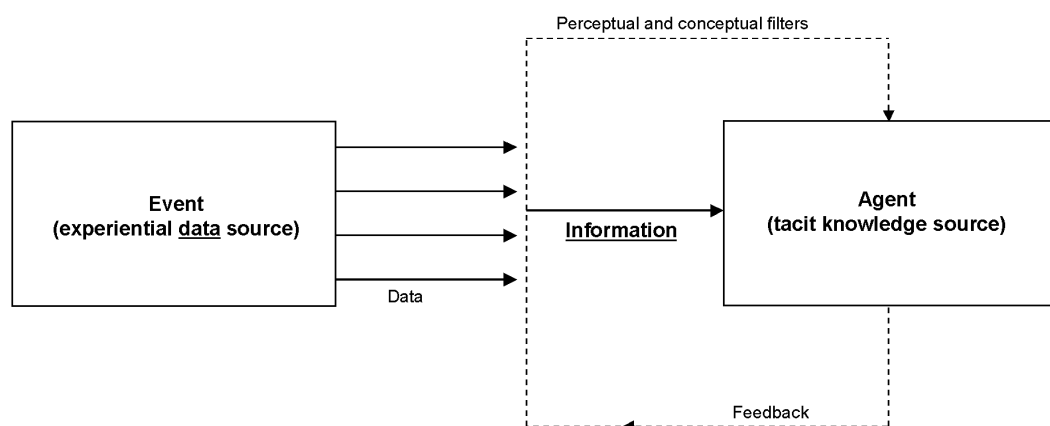 Perceptual and conceptual filters
Event
(experiential data source)
Data
Information
Agent
(tacit knowledge source)
Feedback